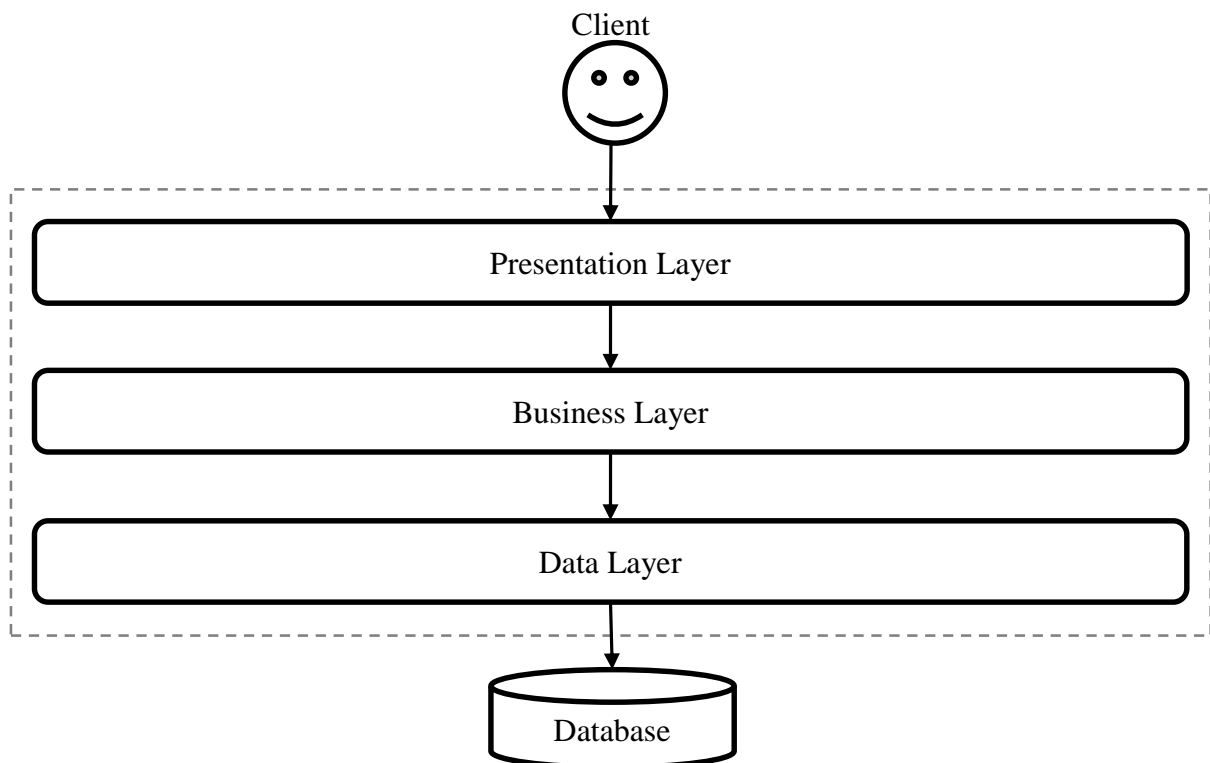 Client
Presentation Layer
Business Layer
Data Layer
Database